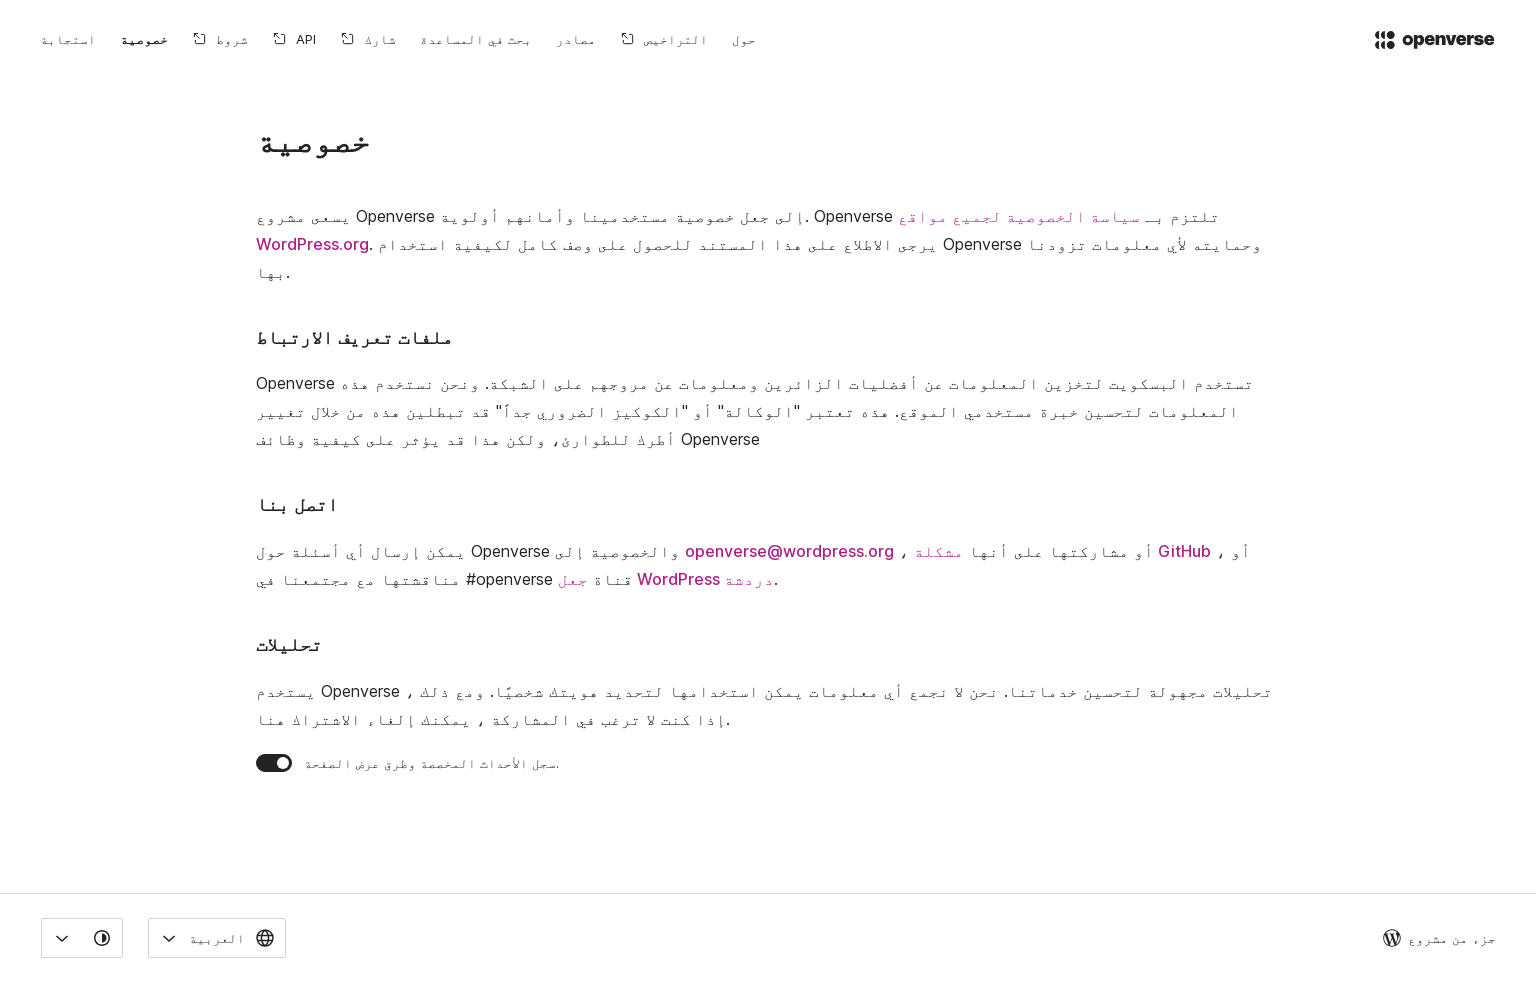 openverse
حول
التراخيص
مصادر
بحث في المساعدة
شارك
API
شروط
خصوصية
استجابة
خصوصية
يسعى مشروع Openverse إلى جعل خصوصية مستخدمينا وأمانهم أولوية. Openverse تلتزم بـ سياسة الخصوصية لجميع مواقع
WordPress.org. يرجى الاطلاع على هذا المستند للحصول على وصف كامل لكيفية استخدام Openverse وحمايته لأي معلومات تزودنا
بها.
ملفات تعريف الارتباط
Openverse تستخدم البسكويت لتخزين المعلومات عن أفضليات الزائرين ومعلومات عن مروجهم على الشبكة. ونحن نستخدم هذه
المعلومات لتحسين خبرة مستخدمي الموقع. هذه تعتبر "الوكالة" أو "الكوكيز الضروري جداً" قد تبطلين هذه من خلال تغيير
أطرك للطوارئ، ولكن هذا قد يؤثر على كيفية وظائف Openverse
اتصل بنا
يمكن إرسال أي أسئلة حول Openverse والخصوصية إلى openverse@wordpress.org ، أو مشاركتها على أنها مشكلة GitHub ، أو
مناقشتها مع مجتمعنا في #openverse قناة جعل WordPress دردشة.
تحليلات
يستخدم Openverse تحليلات مجهولة لتحسين خدماتنا. نحن لا نجمع أي معلومات يمكن استخدامها لتحديد هويتك شخصيًا. ومع ذلك ،
إذا كنت لا ترغب في المشاركة ، يمكنك إلغاء الاشتراك هنا.
سجل الأحداث المخصصة وطرق عرض الصفحة.
جزء من مشروع
العربية